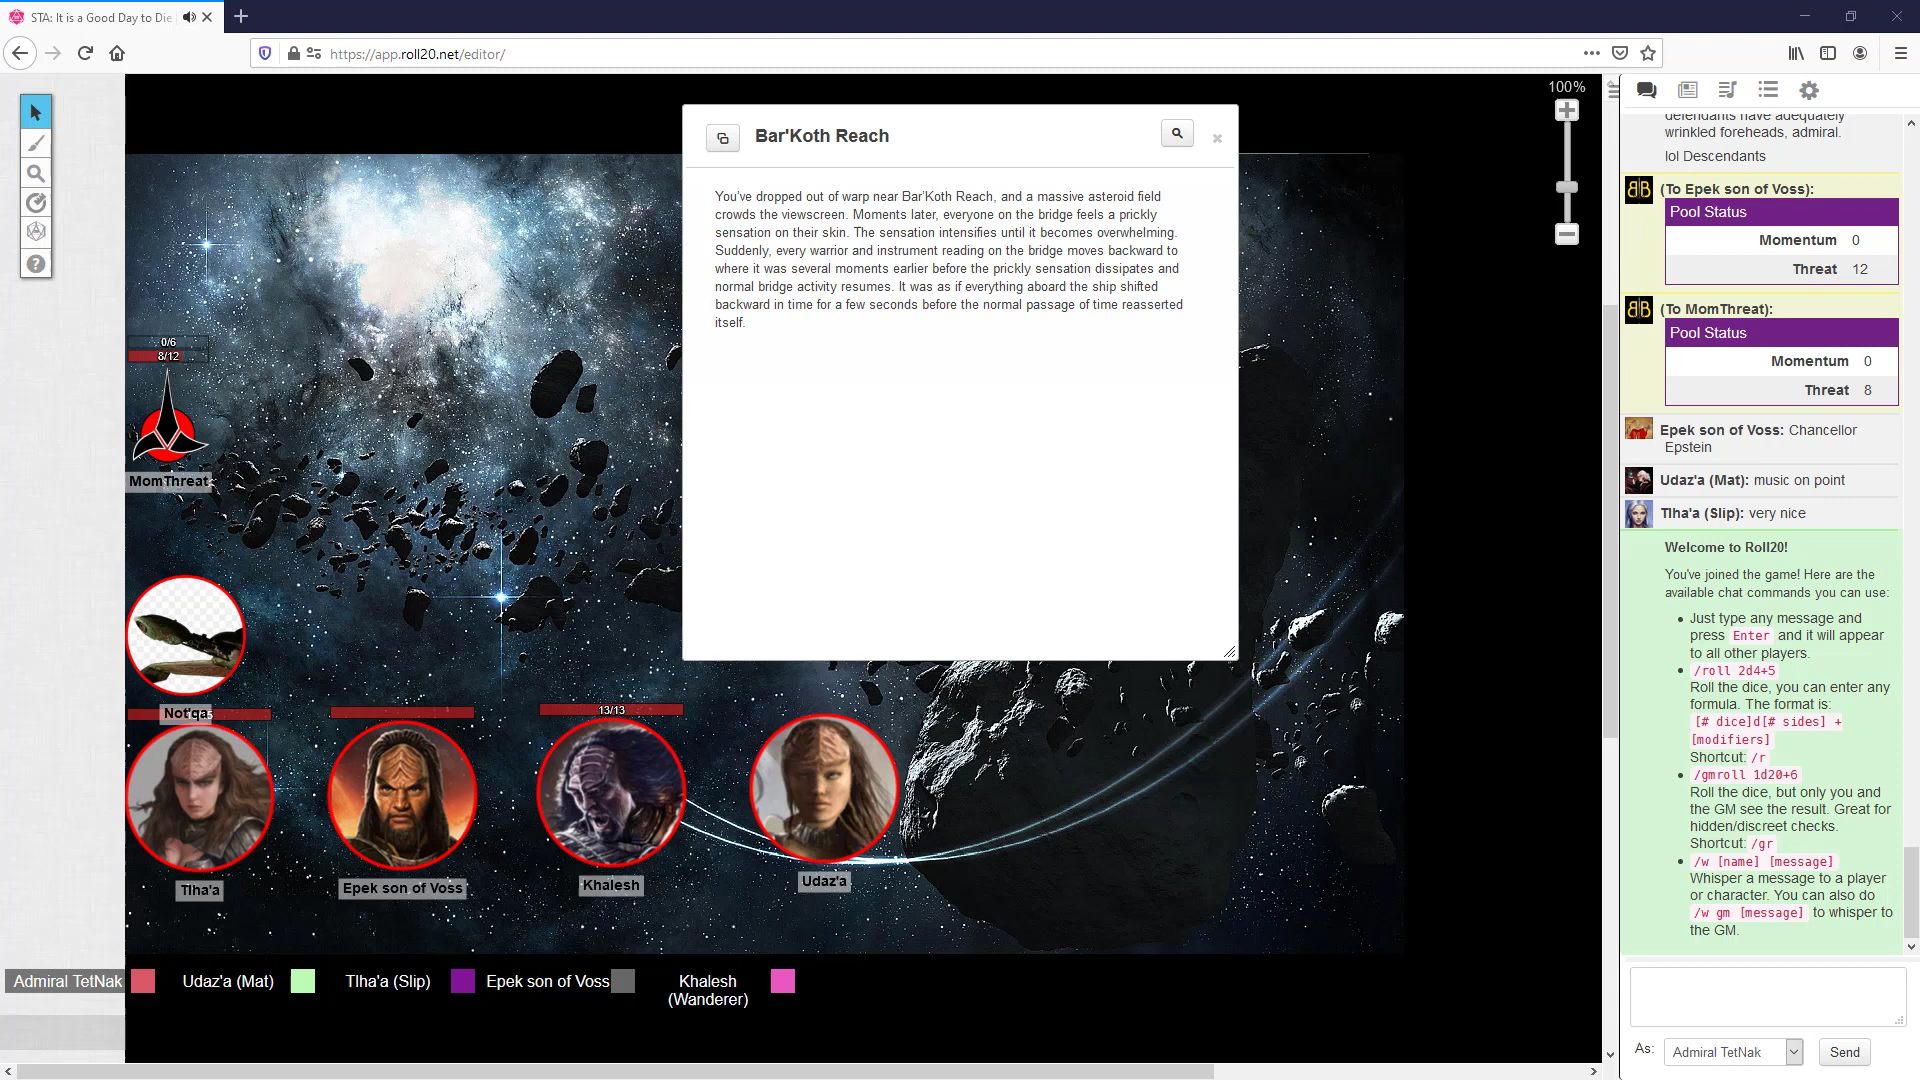 STA: It is a Good Day to Die
https://app.roll20.net/editor/
100%
Bar'Koth Reach
You've dropped out of warp near Bar'Koth Reach, and a massive asteroid field
crowds the viewscreen. Moments later, everyone on the bridge feels a prickly
sensation on their skin. The sensation intensifies until it becomes overwhelming.
Suddenly, every warrior and instrument reading on the bridge moves backward to
where it was several moments earlier before the prickly sensation dissipates and
normal bridge activity resumes. It was as if everything aboard the ship shifted
backward in time for a few seconds before the normal passage of time reasserted
itself.
0/6
8/12
MomThreat
Not'qa
13/13
Tlha'a
Epek son of Voss
Khalesh
Udaz'a
Admiral TetNak
Udaz'a (Mat)
Tlha'a (Slip)
Epek son of Voss
Khalesh
(Wanderer)
defendants have adequately
wrinkled foreheads, admiral.
lol Descendants
(To Epek son of Voss):
Pool Status
Momentum 0
Threat 12
(To MomThreat):
Pool Status
Momentum 0
Threat 8
Epek son of Voss: Chancellor
Epstein
Udaz'a (Mat): music on point
Tlha'a (Slip): very nice
Welcome to Roll20!
You've joined the game! Here are the
available chat commands you can use:
• Just type any message and
press Enter and it will appear
to all other players.
• /roll 2d4+5
Roll the dice, you can enter any
formula. The format is:
[# dice]d[# sides] +
[modifiers]
Shortcut: /r
• /gmroll 1d20+6
Roll the dice, but only you and
the GM see the result. Great for
hidden/discreet checks.
Shortcut: /gr
• /w [name] [message]
Whisper a message to a player
or character. You can also do
/w gm [message] to whisper to
the GM.
As:
Admiral TetNak
Send